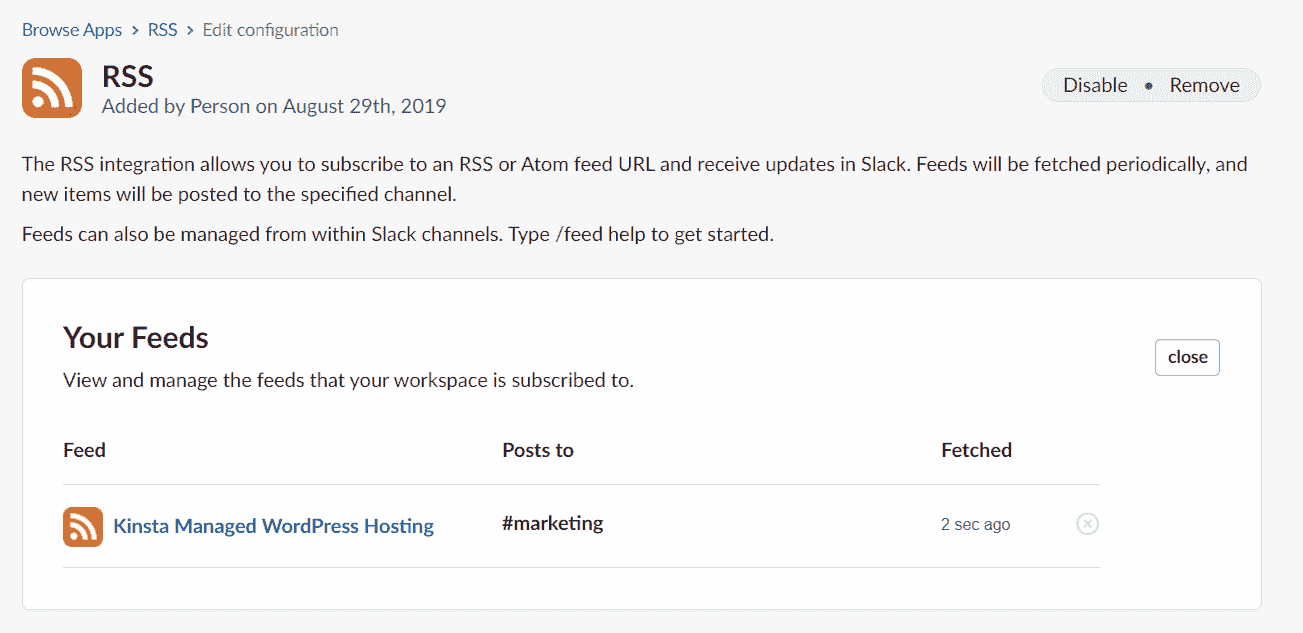 Browse Apps > RSS > Edit configuration
RSS
Added by Person on August 29th, 2019
Disable • Remove
The RSS integration allows you to subscribe to an RSS or Atom feed URL and receive updates in Slack. Feeds will be fetched periodically, and
new items will be posted to the specified channel.
Feeds can also be managed from within Slack channels. Type /feed help to get started.
Your Feeds
close
View and manage the feeds that your workspace is subscribed to.
Feed Posts to Fetched
Kinsta Managed WordPress Hosting #marketing 2 sec ago